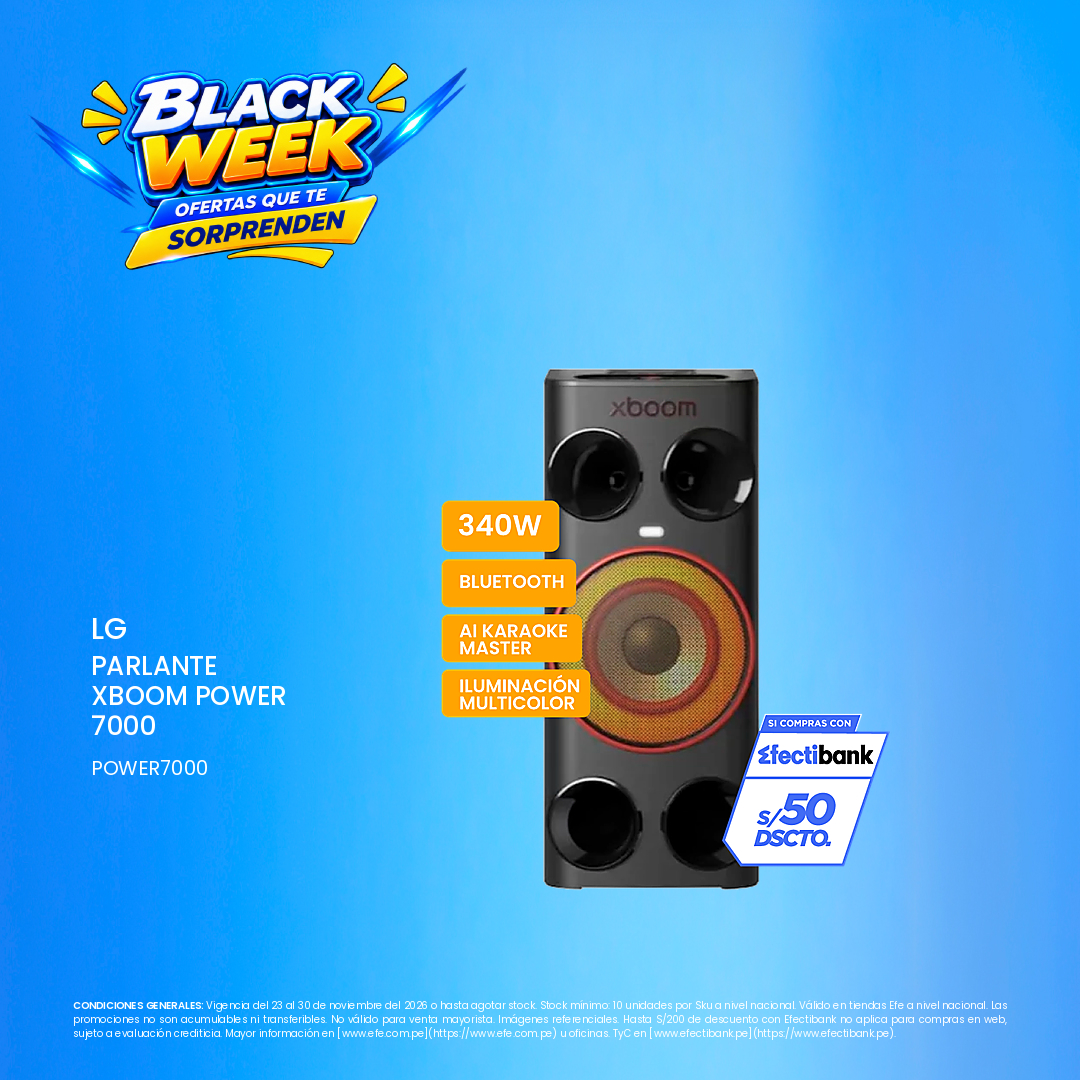 BLACK
WEEK
OFERTAS QUE TE
SORPRENDEN
xboom
340W
BLUETOOTH
AI KARAOKE
MASTER
ILUMINACIÓN
MULTICOLOR
LG
PARLANTE
XBOOM POWER
7000
POWER7000
SI COMPRAS CON
Efectibank
S/50
DSCTO.
CONDICIONES GENERALES: Vigencia del 23 al 30 de noviembre del 2026 o hasta agotar stock. Stock mínimo: 10 unidades por Sku a nivel nacional. Válido en tiendas Efe a nivel nacional. Las
promociones no son acumulables ni transferibles. No válido para venta mayorista. Imágenes referenciales. Hasta S/200 de descuento con Efectibank no aplica para compras en web,
sujeto a evaluación crediticia. Mayor información en [www.efe.com.pe](https://www.efe.com.pe) u oficinas. TyC en [www.efectibank.pe](https://www.efectibank.pe).